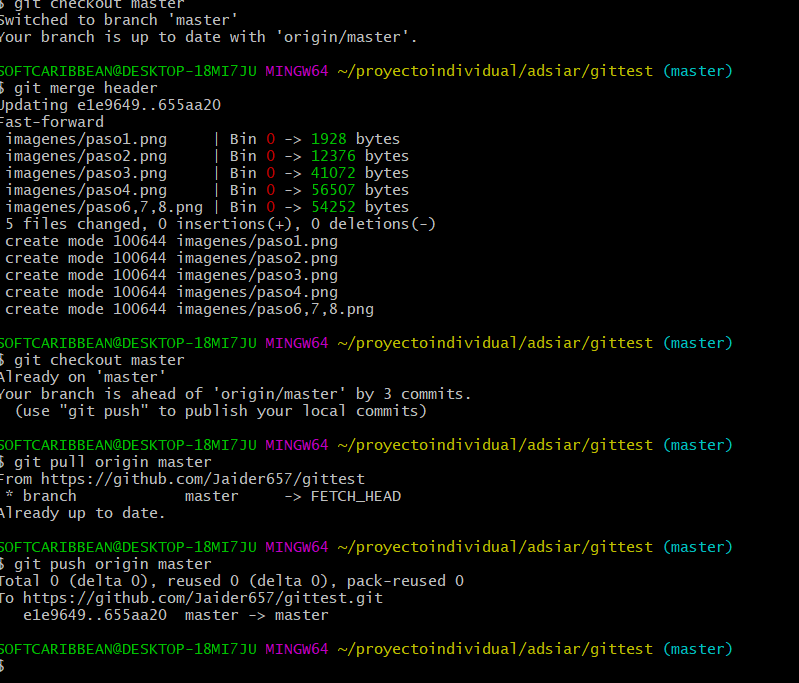 $ git checkout master
Switched to branch 'master'
Your branch is up to date with 'origin/master'.
SOFTCARIBBEAN@DESKTOP-18MI7JU MINGW64 ~/proyectoindividual/adsiar/gittest (master)
$ git merge header
Updating e1e9649..655aa20
Fast-forward
 imagenes/paso1.png     | Bin 0 -> 1928 bytes
 imagenes/paso2.png     | Bin 0 -> 12376 bytes
 imagenes/paso3.png     | Bin 0 -> 41072 bytes
 imagenes/paso4.png     | Bin 0 -> 56507 bytes
 imagenes/paso6,7,8.png | Bin 0 -> 54252 bytes
 5 files changed, 0 insertions(+), 0 deletions(-)
 create mode 100644 imagenes/paso1.png
 create mode 100644 imagenes/paso2.png
 create mode 100644 imagenes/paso3.png
 create mode 100644 imagenes/paso4.png
 create mode 100644 imagenes/paso6,7,8.png
SOFTCARIBBEAN@DESKTOP-18MI7JU MINGW64 ~/proyectoindividual/adsiar/gittest (master)
$ git checkout master
Already on 'master'
Your branch is ahead of 'origin/master' by 3 commits.
  (use "git push" to publish your local commits)
SOFTCARIBBEAN@DESKTOP-18MI7JU MINGW64 ~/proyectoindividual/adsiar/gittest (master)
$ git pull origin master
From https://github.com/Jaider657/gittest
 * branch            master     -> FETCH_HEAD
Already up to date.
SOFTCARIBBEAN@DESKTOP-18MI7JU MINGW64 ~/proyectoindividual/adsiar/gittest (master)
$ git push origin master
Total 0 (delta 0), reused 0 (delta 0), pack-reused 0
To https://github.com/Jaider657/gittest.git
   e1e9649..655aa20  master -> master
SOFTCARIBBEAN@DESKTOP-18MI7JU MINGW64 ~/proyectoindividual/adsiar/gittest (master)
$